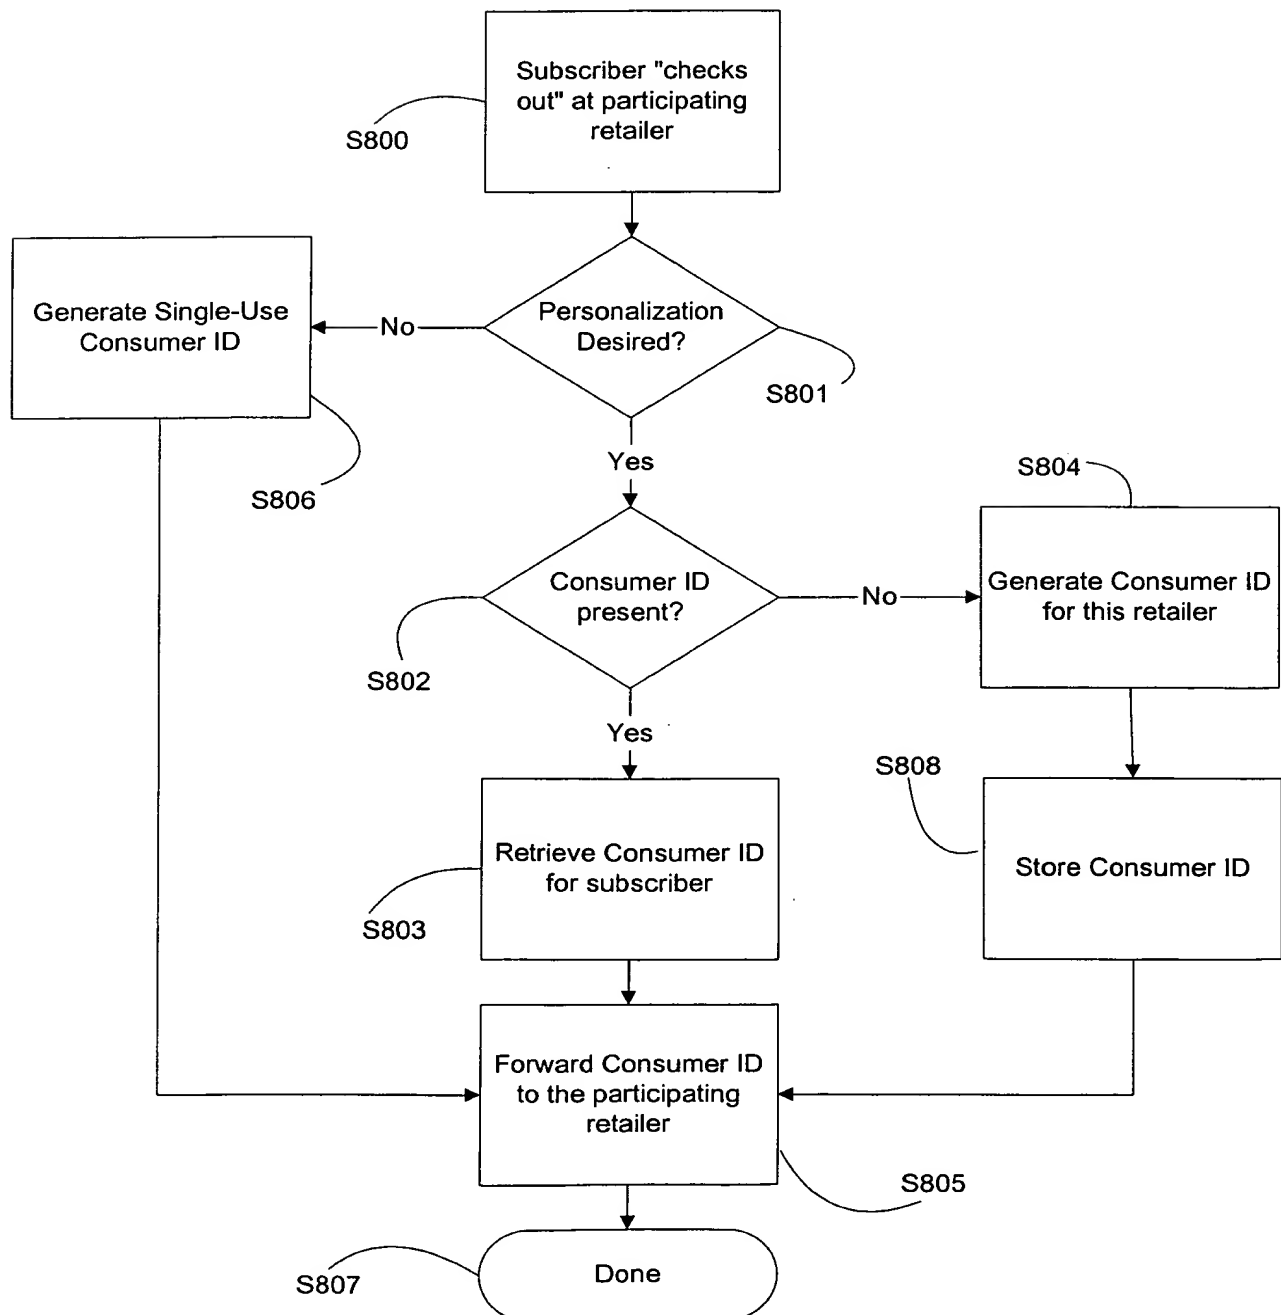 Subscriber "checks
out" at participating
retailer
S800
Generate Single-Use
Consumer ID
No
Personalization
Desired?
S801
S806
Yes
S804
Consumer ID
present?
No
Generate Consumer ID
for this retailer
S802
Yes
S808
Retrieve Consumer ID
for subscriber
Store Consumer ID
S803
Forward Consumer ID
to the participating
retailer
S805
Done
S807